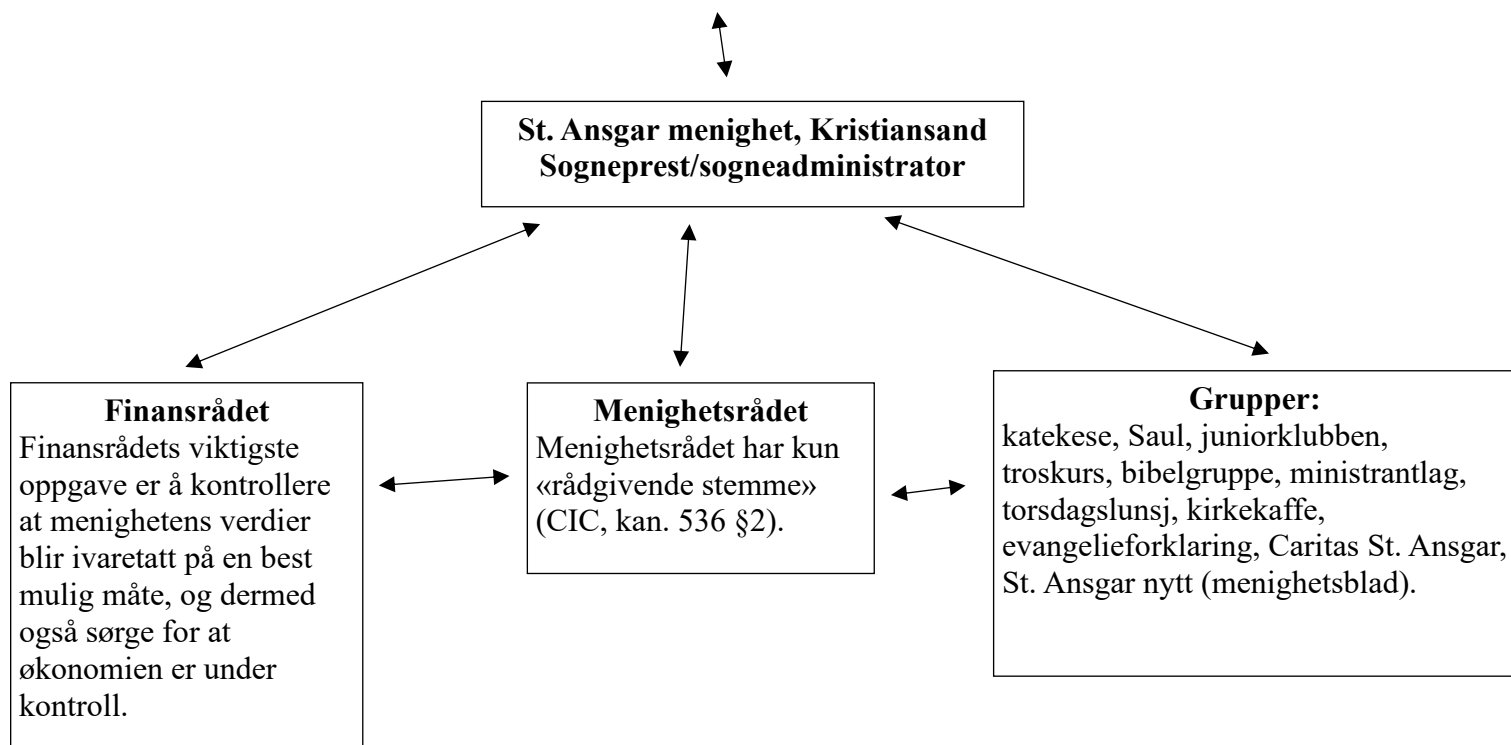 St. Ansgar menighet, Kristiansand
Sogneprest/sogneadministrator
Finansrådet
Finansrådets viktigste
oppgave er å kontrollere
at menighetens verdier
blir ivaretatt på en best
mulig måte, og dermed
også sørge for at
økonomien er under
kontroll.
Menighetsrådet
Menighetsrådet har kun
«rådgivende stemme»
(CIC, kan. 536 §2).
Grupper:
katekese, Saul, juniorklubben,
troskurs, bibelgruppe, ministrantlag,
torsdagslunsj, kirkekaffe,
evangelieforklaring, Caritas St. Ansgar,
St. Ansgar nytt (menighetsblad).